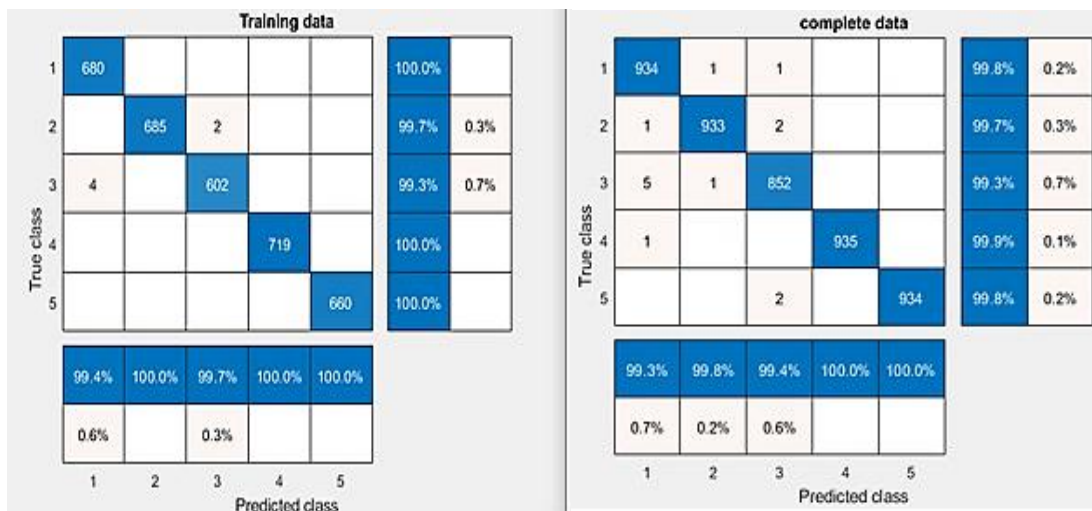 Training data
1 680 100.0%
2 685 2 99.7% 0.3%
3 4 602 99.3% 0.7%
4 719 100.0%
5 660 100.0%
True class
99.4% 100.0% 99.7% 100.0% 100.0%
0.6% 0.3%
1 2 3 4 5
Predicted class
complete data
1 934 1 1 99.8% 0.2%
2 1 933 2 99.7% 0.3%
3 5 1 852 99.3% 0.7%
4 1 935 99.9% 0.1%
5 2 934 99.8% 0.2%
True class
99.3% 99.8% 99.4% 100.0% 100.0%
0.7% 0.2% 0.6%
1 2 3 4 5
Predicted class